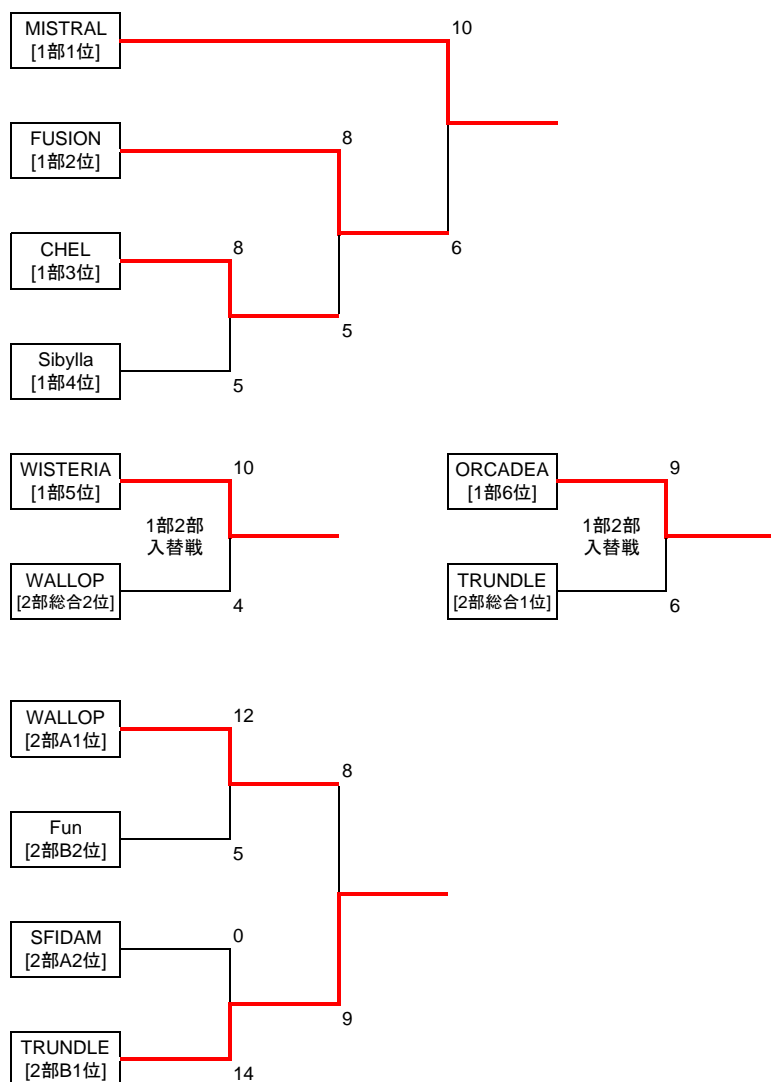 MISTRAL
[1部1位]
10
FUSION
[1部2位]
8
CHEL
[1部3位]
8
6
5
Sibylla
[1部4位]
5
WISTERIA
[1部5位]
10
1部2部
入替戦
WALLOP
[2部総合2位]
4
ORCADEA
[1部6位]
9
1部2部
入替戦
TRUNDLE
[2部総合1位]
6
WALLOP
[2部A1位]
12
8
Fun
[2部B2位]
5
SFIDAM
[2部A2位]
0
9
TRUNDLE
[2部B1位]
14